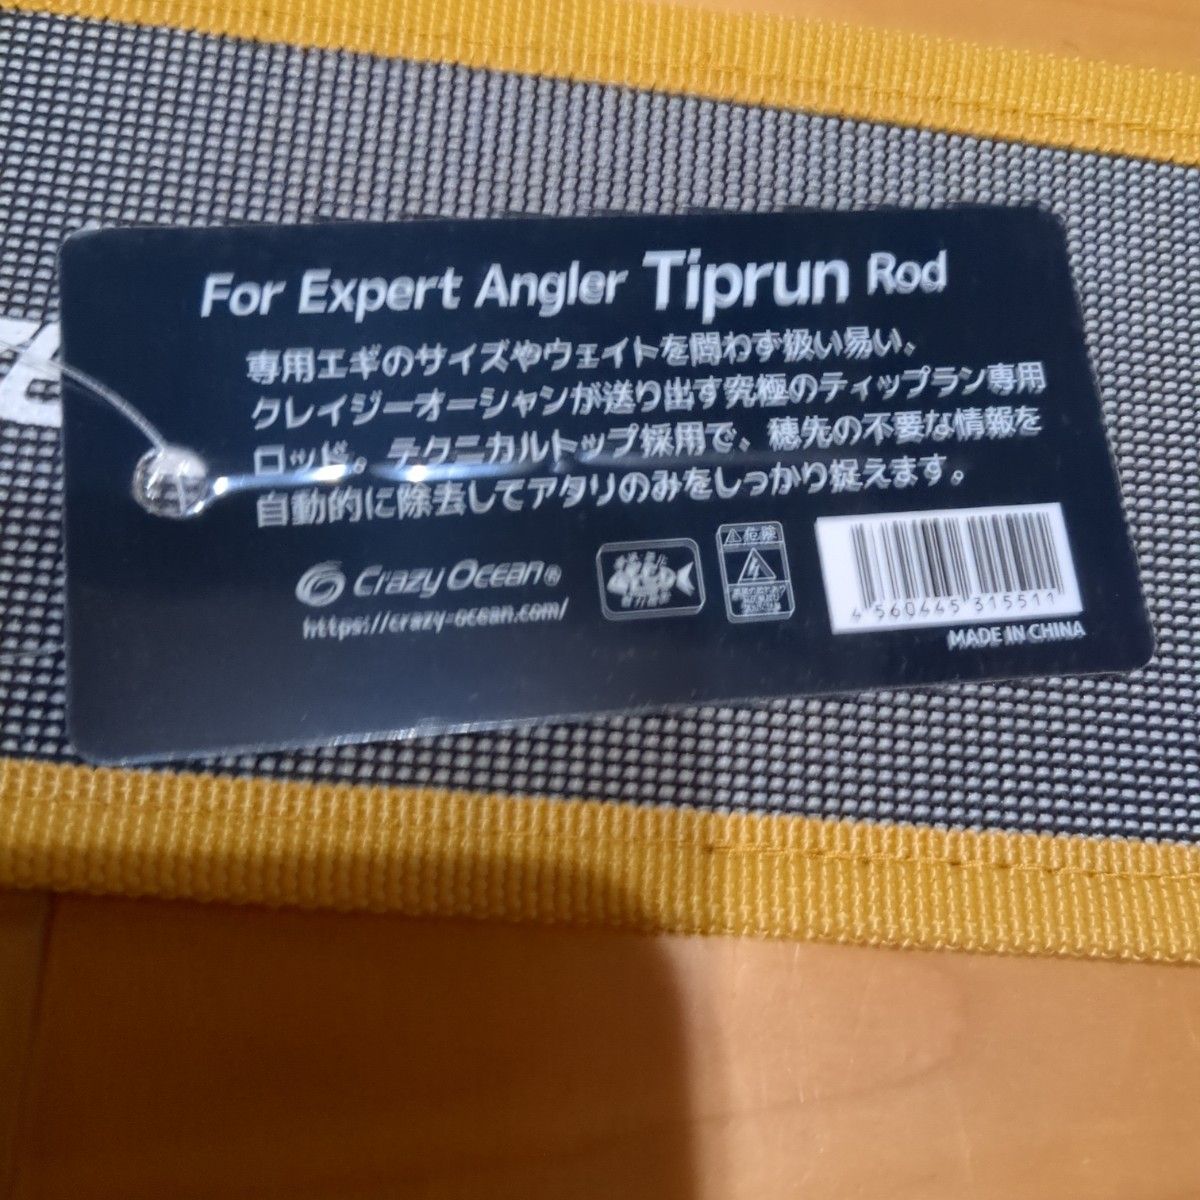 For Expert Angler Tiprun Rod
専用エギのサイズやウェイトを問わず扱い易い、
クレイジーオーシャンが送り出す究極のティップラン専用
ロッド。テクニカルトップ採用で、穂先の不要な情報を
自動的に除去してアタリのみをしっかり捉えます。
Crazy Ocean®
https://crazy-ocean.com/
危険
4 560445 315511
MADE IN CHINA